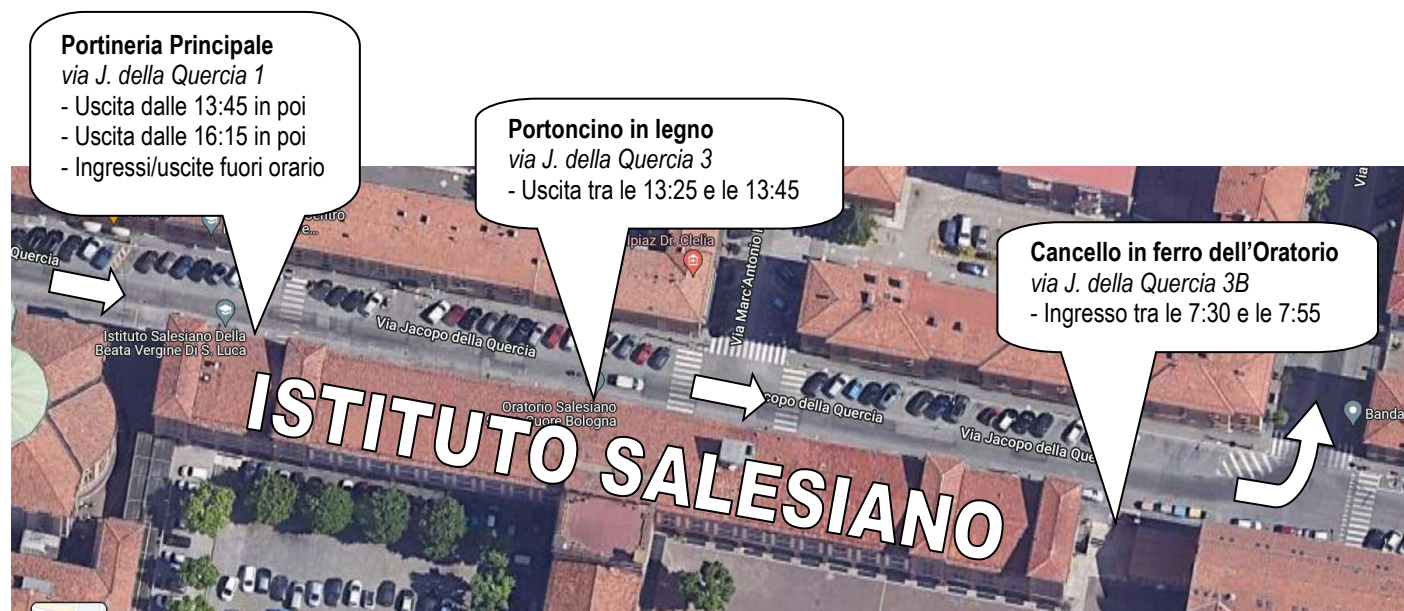 Portineria Principale
via J. della Quercia 1
- Uscita dalle 13:45 in poi
- Uscita dalle 16:15 in poi
- Ingressi/uscite fuori orario
Portoncino in legno
via J. della Quercia 3
- Uscita tra le 13:25 e le 13:45
Cancello in ferro dell’Oratorio
via J. della Quercia 3B
- Ingresso tra le 7:30 e le 7:55
Quercia
Istituto Salesiano Della
Beata Vergine Di S. Luca
Via Jacopo della Quercia
lpiaz Dr. Clelia
Via Marc'Antonio
Via
Oratorio Salesiano
Cuore Bologna
copo della Quercia
Via Jacopo della Que
Banda
ISTITUTO SALESIANO